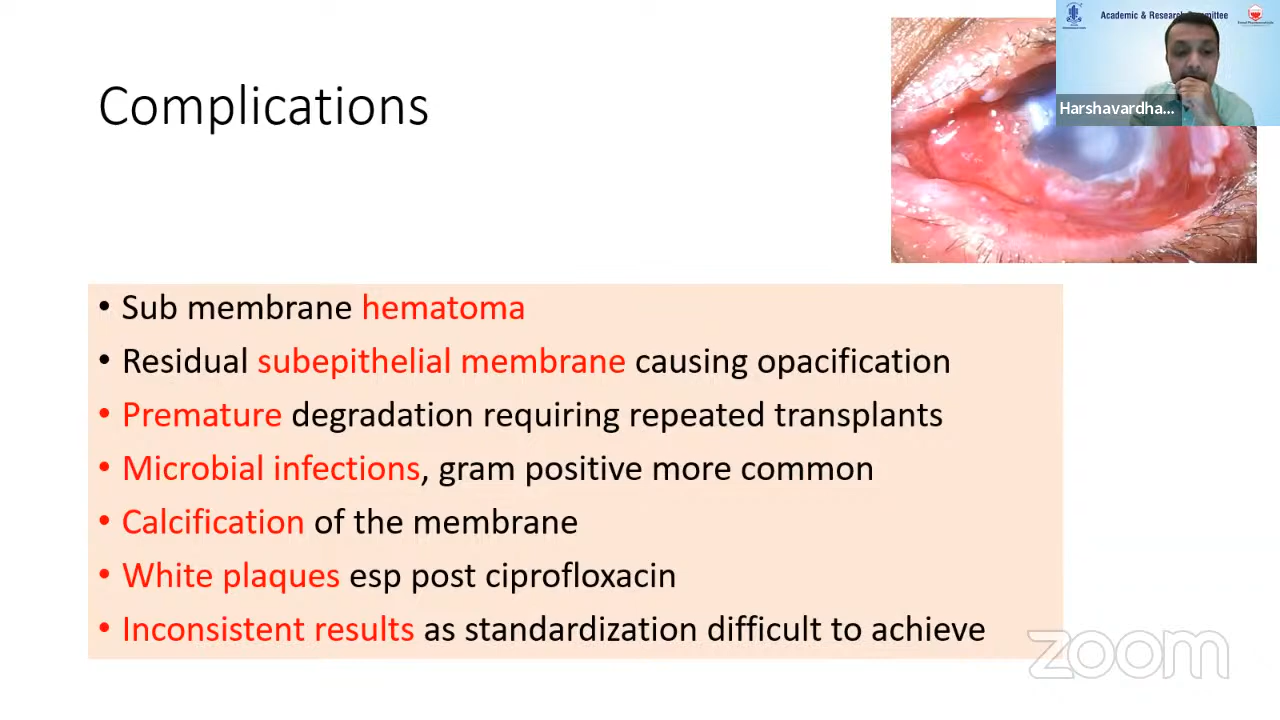 Academic & Research Committee
Harshavardha...
Complications
• Sub membrane hematoma
• Residual subepithelial membrane causing opacification
• Premature degradation requiring repeated transplants
• Microbial infections, gram positive more common
• Calcification of the membrane
• White plaques esp post ciprofloxacin
• Inconsistent results as standardization difficult to achieve
zoom